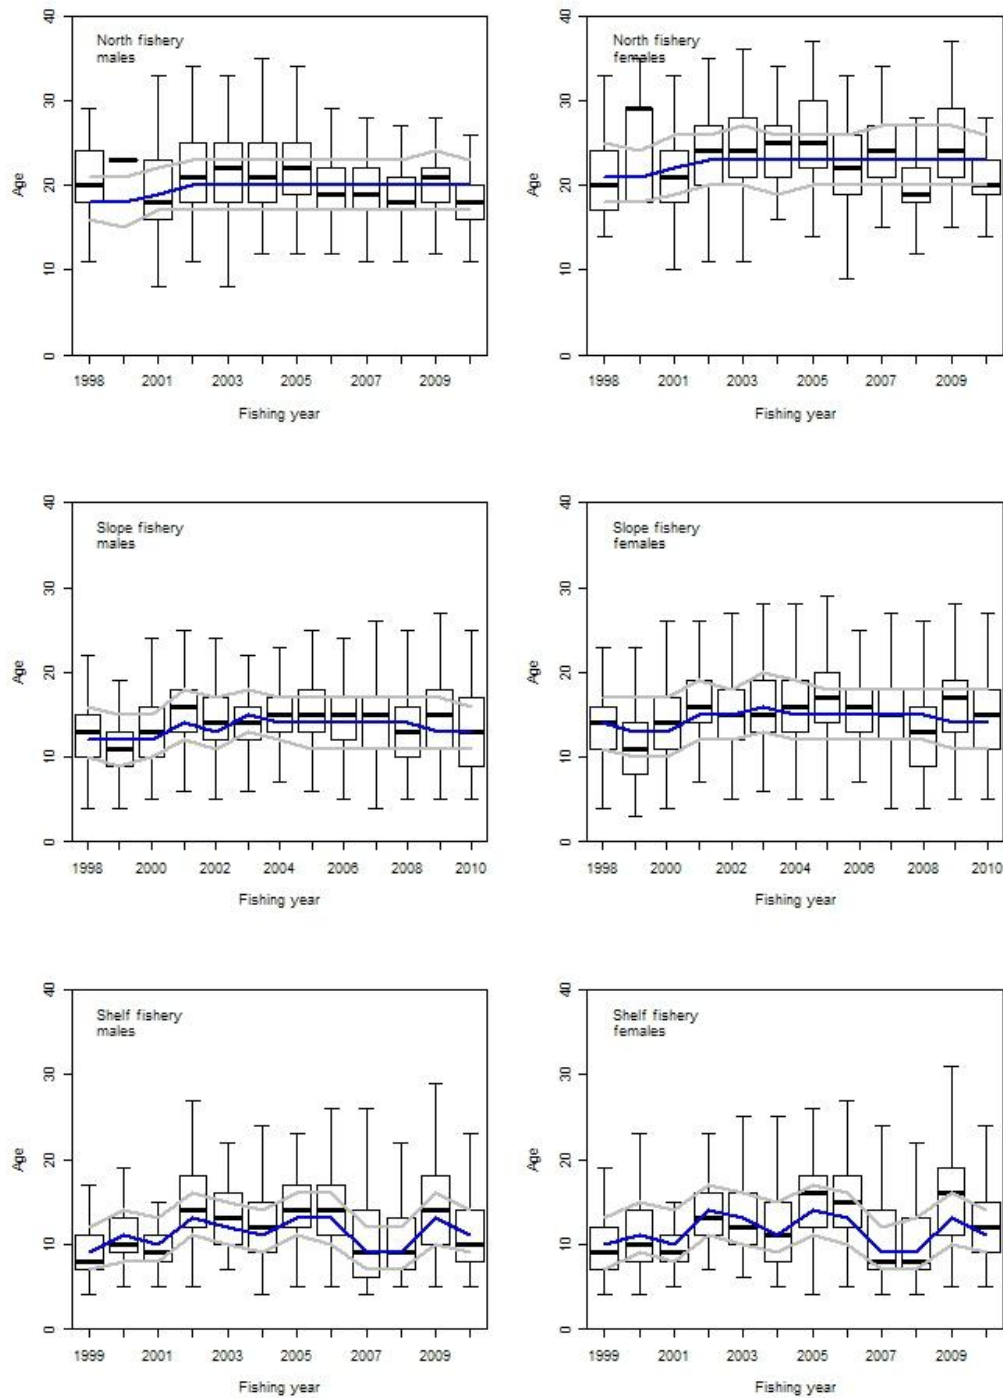 North fishery
males
Age
40
30
20
10
0
1998 2001 2003 2005 2007 2009
Fishing year
North fishery
females
Age
40
30
20
10
0
1998 2001 2003 2005 2007 2009
Fishing year
Slope fishery
males
Age
40
30
20
10
0
1998 2000 2002 2004 2006 2008 2010
Fishing year
Slope fishery
females
Age
40
30
20
10
0
1998 2000 2002 2004 2006 2008 2010
Fishing year
Shelf fishery
males
Age
40
30
20
10
0
1999 2001 2003 2005 2007 2009
Fishing year
Shelf fishery
females
Age
40
30
20
10
0
1999 2001 2003 2005 2007 2009
Fishing year